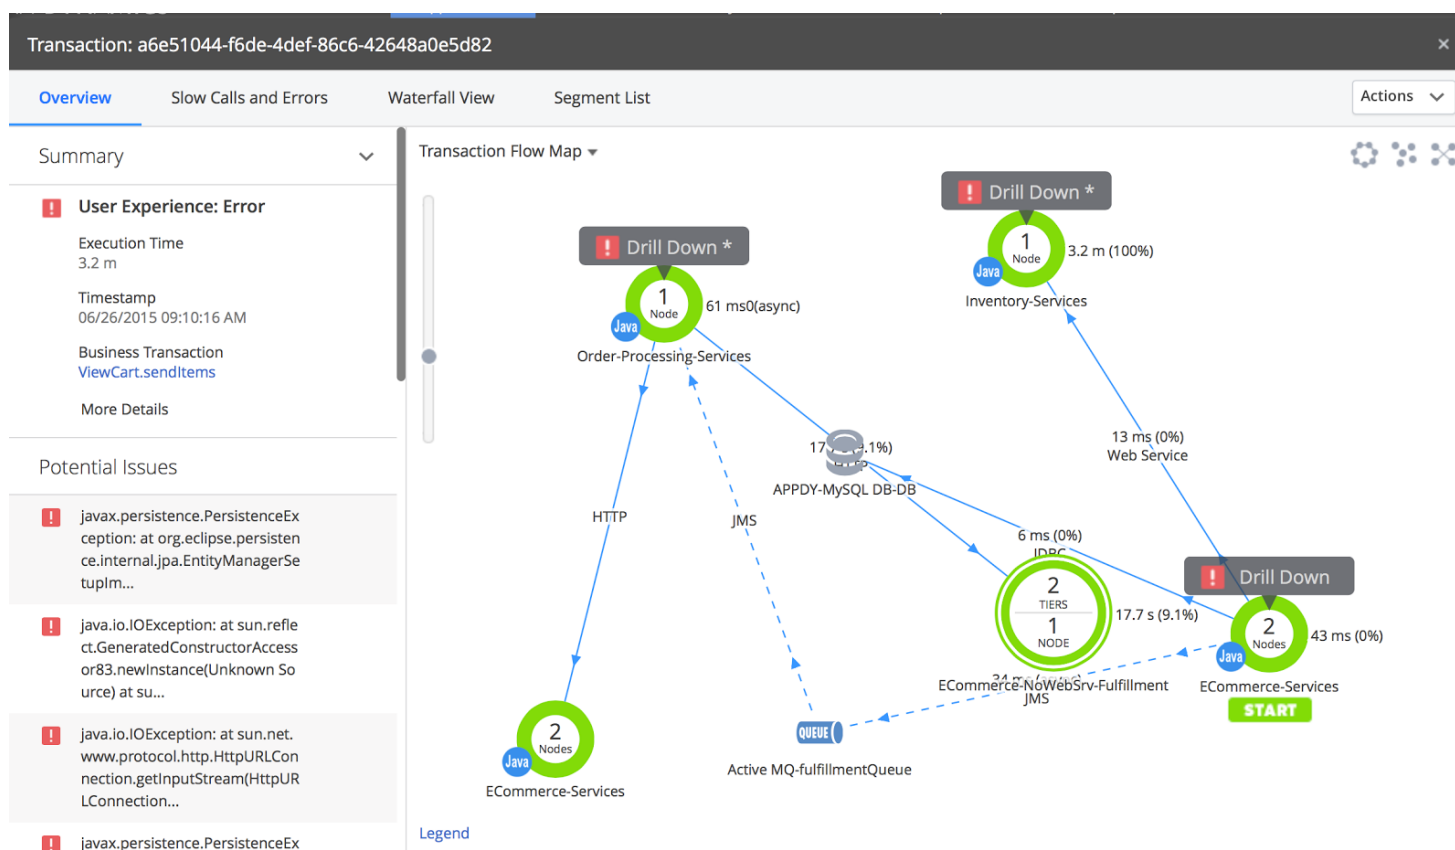 Transaction: a6e51044-f6de-4def-86c6-42648a0e5d82
Overview
Slow Calls and Errors
Waterfall View
Segment List
Actions
Summary
User Experience: Error
Execution Time
3.2 m
Timestamp
06/26/2015 09:10:16 AM
Business Transaction
ViewCart.sendItems
More Details
Potential Issues
javax.persistence.PersistenceEx
ception: at org.eclipse.persisten
ce.internal.jpa.EntityManagerSe
tupIm...
java.io.IOException: at sun.refle
ct.GeneratedConstructorAccess
or83.newInstance(Unknown So
urce) at su...
java.io.IOException: at sun.net.
www.protocol.http.HttpURLCon
nection.getInputStream(HttpUR
LConnection...
javax.persistence.PersistenceEx
Transaction Flow Map
Drill Down *
1
Node
3.2 m (100%)
Java
Inventory-Services
Drill Down *
1
Node
61 ms0(async)
Java
Order-Processing-Services
13 ms (0%)
Web Service
APPDY-MySQL DB-DB
HTTP
JMS
6 ms (0%)
JDBC
Drill Down
2
TIERS
1
NODE
17.7 s (9.1%)
ECommerce-NoWebSrv-Fulfillment
2
Nodes
43 ms (0%)
Java
ECommerce-Services
START
JMS
QUEUE
Active MQ-fulfillmentQueue
2
Nodes
Java
ECommerce-Services
Legend